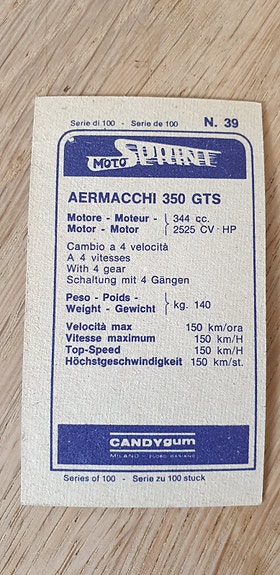 Serie di 100 - Serie de 100 N. 39
MOTO SPRINT
AERMACCHI 350 GTS
Motore - Moteur - } 344 cc.
Motor - Motor } 2525 CV - HP
Cambio a 4 velocità
A 4 vitesses
With 4 gear
Schaltung mit 4 Gängen
Peso - Poids -
Weight - Gewicht } kg. 140
Velocità max 150 km/ora
Vitesse maximum 150 km/H
Top-Speed 150 km/H
Höchstgeschwindigkeit 150 km/st.
CANDYgum
MILANO -
Series of 100 - Serie zu 100 stuck